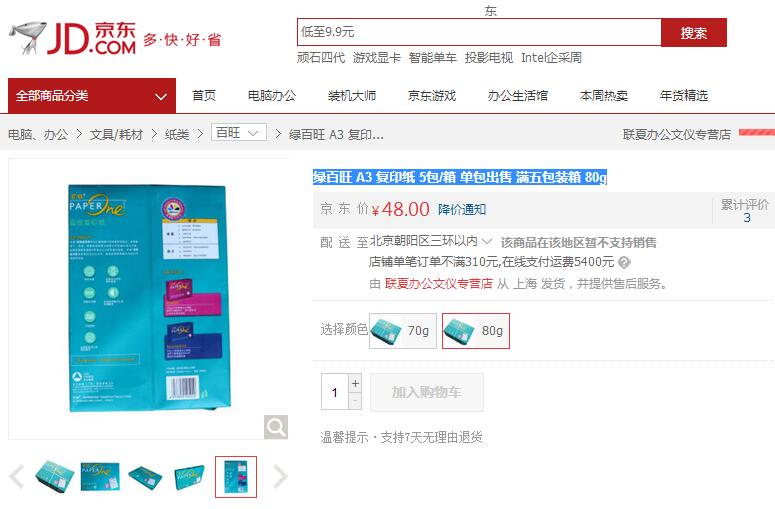 东
JD.京东
.COM
多·快·好·省
低至9.9元
搜索
顽石四代 游戏显卡 智能单车 投影电视 Intel企采周
全部商品分类
首页 电脑办公 装机大师 京东游戏 办公生活馆 本周热卖 年货精选
电脑、办公 > 文具/耗材 > 纸类 > 百旺 > 绿百旺 A3 复印...
联夏办公文仪专营店
绿百旺 A3 复印纸 5包/箱 单包出售 满五包装箱 80g
京 东 价 ¥48.00 降价通知
累计评价
3
配 送 至 北京朝阳区三环以内 该商品在该地区暂不支持销售
店铺单笔订单不满310元,在线支付运费5400元 ?
由 联夏办公文仪专营店 从 上海 发货，并提供售后服务。
选择颜色 70g 80g
1 + - 加入购物车
温馨提示·支持7天无理由退货
PAPER One